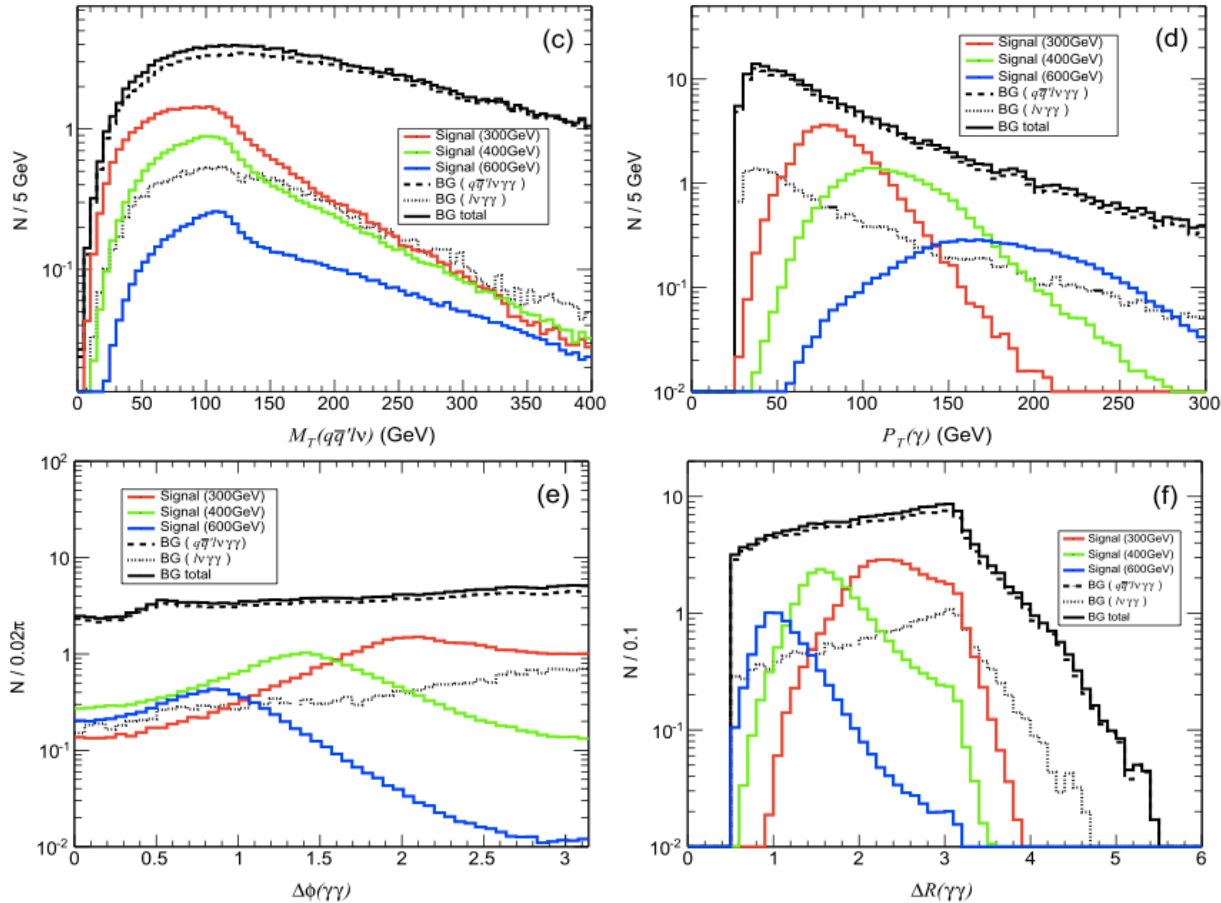 (c)
N / 5 GeV
1
10⁻¹
Signal (300GeV)
Signal (400GeV)
Signal (600GeV)
BG ( qq̅'lνγγ )
BG ( lνγγ )
BG total
0 50 100 150 200 250 300 350 400
M_T(qq̅'lν) (GeV)
(d)
N / 5 GeV
10
1
10⁻¹
10⁻²
Signal (300GeV)
Signal (400GeV)
Signal (600GeV)
BG ( qq̅'lνγγ )
BG ( lνγγ )
BG total
0 50 100 150 200 250 300
P_T(γ) (GeV)
(e)
N / 0.02π
10²
10
1
10⁻¹
10⁻²
Signal (300GeV)
Signal (400GeV)
Signal (600GeV)
BG ( qq̅'lνγγ)
BG ( lνγγ )
BG total
0 0.5 1 1.5 2 2.5 3
Δϕ(γγ)
(f)
N / 0.1
10
1
10⁻¹
10⁻²
Signal (300GeV)
Signal (400GeV)
Signal (600GeV)
BG ( qq̅'lνγγ )
BG ( lνγγ )
BG total
0 1 2 3 4 5 6
ΔR(γγ)